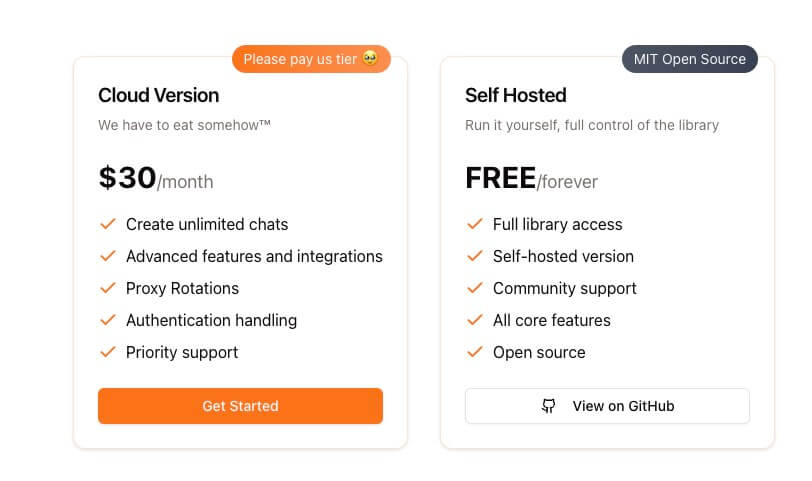 Please pay us tier 🥹
Cloud Version
We have to eat somehow™
$30/month
Create unlimited chats
Advanced features and integrations
Proxy Rotations
Authentication handling
Priority support
Get Started
MIT Open Source
Self Hosted
Run it yourself, full control of the library
FREE/forever
Full library access
Self-hosted version
Community support
All core features
Open source
View on GitHub